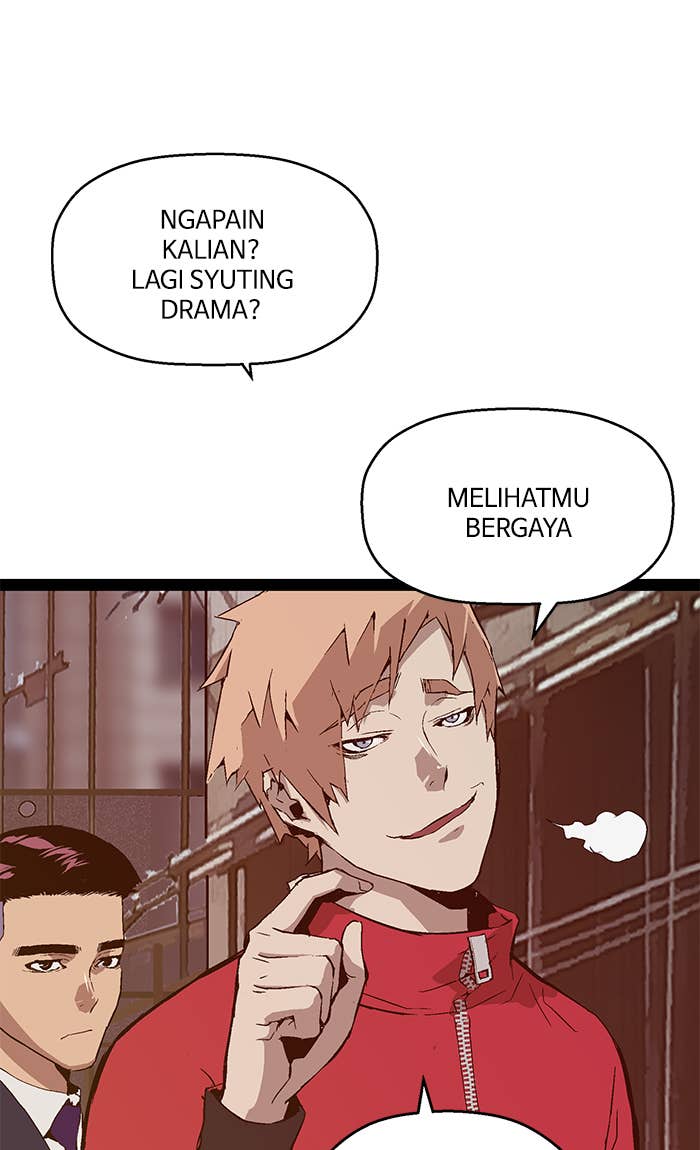 NGAPAIN
KALIAN?
LAGI SYUTING
DRAMA?
MELIHATMU
BERGAYA